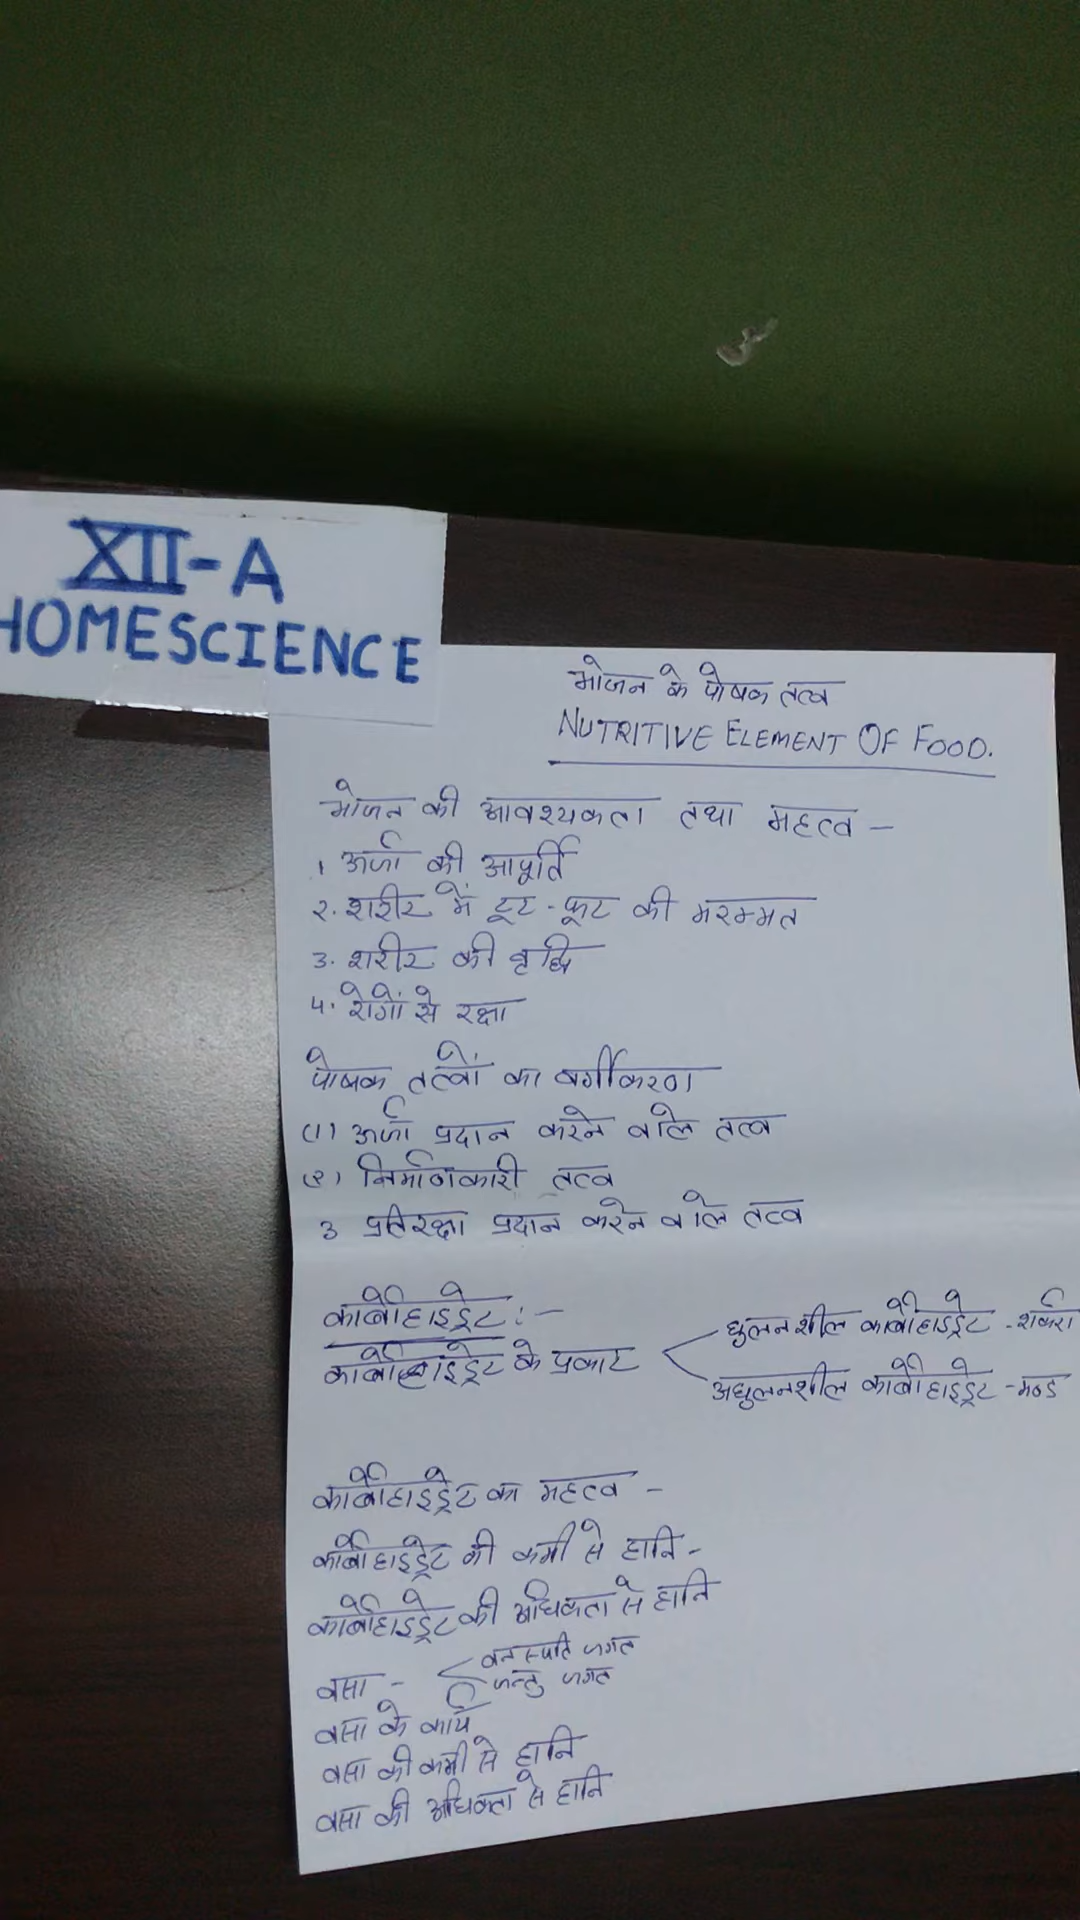 XII-A
HOMESCIENCE
भोजन के पोषक तत्व
NUTRITIVE ELEMENT OF FOOD.
भोजन की आवश्यकता तथा महत्व -
1. ऊर्जा की आपूर्ति
२. शरीर में टूट-फूट की मरम्मत
3. शरीर की वृद्धि
4. रोगों से रक्षा
पोषक तत्वों का वर्गीकरण
(1) ऊर्जा प्रदान करने वाले तत्व
(२) निर्माणकारी तत्व
3 प्रतिरक्षा प्रदान करने वाले तत्व
कार्बोहाइड्रेट :-
कार्बोहाइड्रेट के प्रकार
घुलनशील कार्बोहाइड्रेट - शर्करा
अघुलनशील कार्बोहाइड्रेट - मण्ड
कार्बोहाइड्रेट का महत्व -
कार्बोहाइड्रेट की कमी से हानि -
कार्बोहाइड्रेट की अधिकता से हानि
वसा - वनस्पति जगत
जन्तु जगत
वसा के कार्य
वसा की कमी से हानि
वसा की अधिकता से हानि